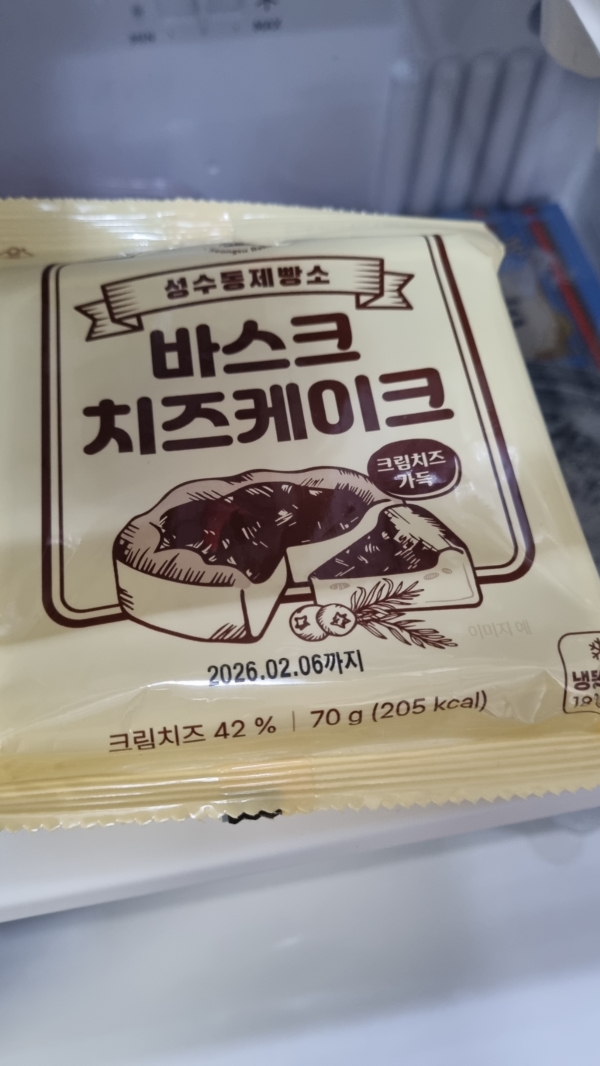 성수동제빵소
바스크
치즈케이크
크림치즈
가득
이미지 예
2026.02.06까지
크림치즈 42 % | 70 g (205 kcal)